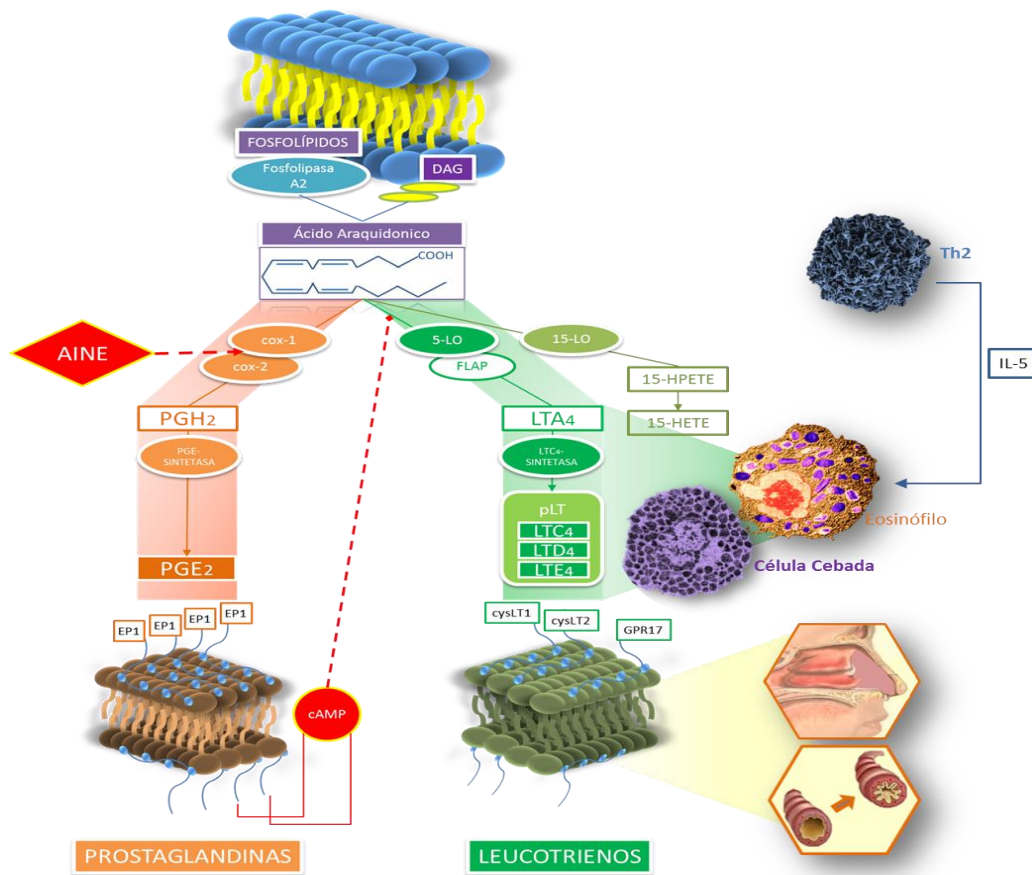 FOSFOLÍPIDOS
Fosfolipasa
A2
DAG
Ácido Araquidonico
COOH
Th2
AINE
cox-1
cox-2
5-LO
FLAP
15-LO
15-HPETE
15-HETE
IL-5
PGH2
PGE-
SINTETASA
PGE2
LTA4
LTC4-
SINTETASA
pLT
LTC4
LTD4
LTE4
Eosinófilo
Célula Cebada
EP1
EP1
EP1
EP1
cysLT1
cysLT2
GPR17
cAMP
PROSTAGLANDINAS
LEUCOTRIENOS